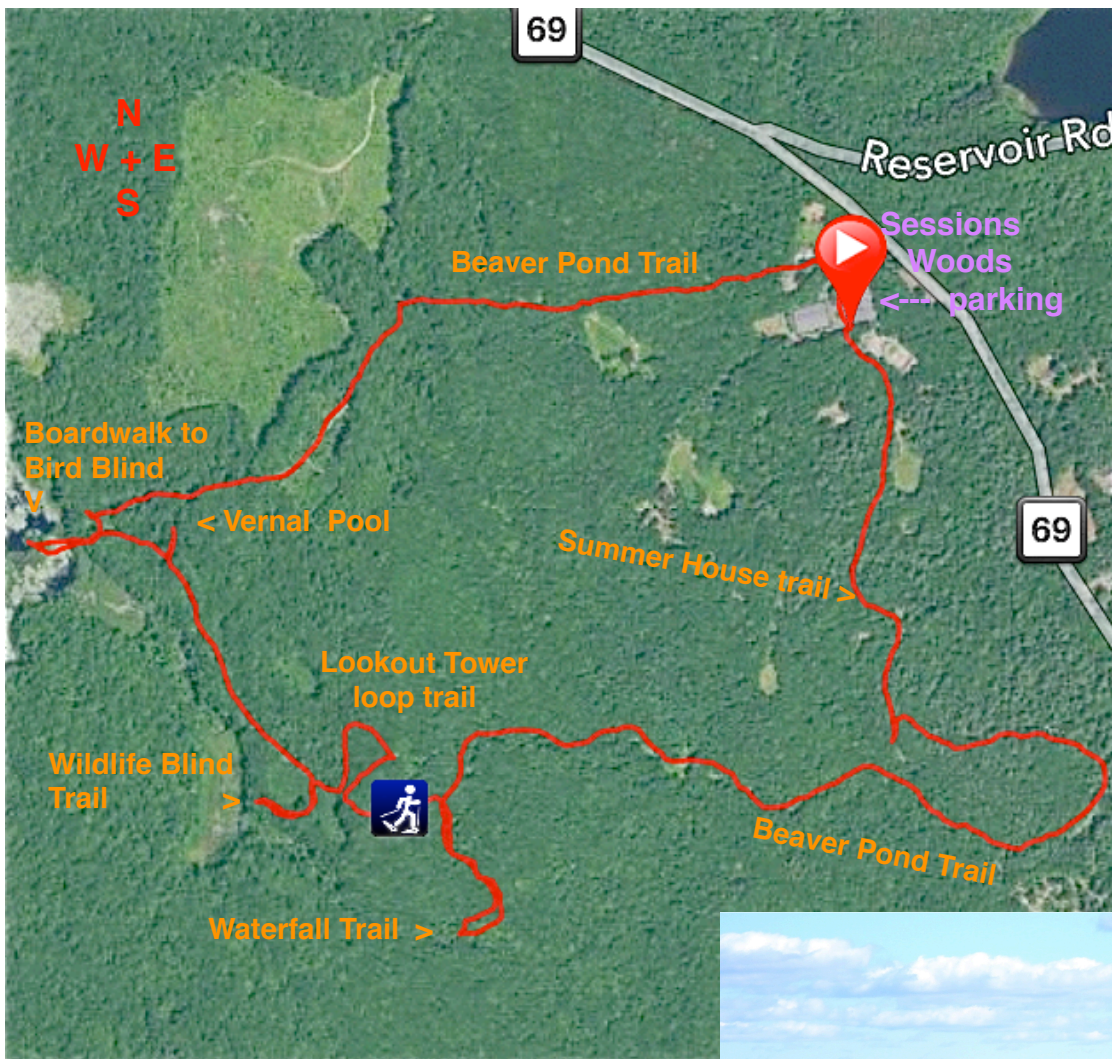 69
N
W + E
S
Reservoir Rd
Sessions
Woods
<---- parking
Beaver Pond Trail
Boardwalk to
Bird Blind
V
< Vernal Pool
69
Summer House trail >
Lookout Tower
loop trail
Wildlife Blind
Trail >
Beaver Pond Trail
Waterfall Trail >